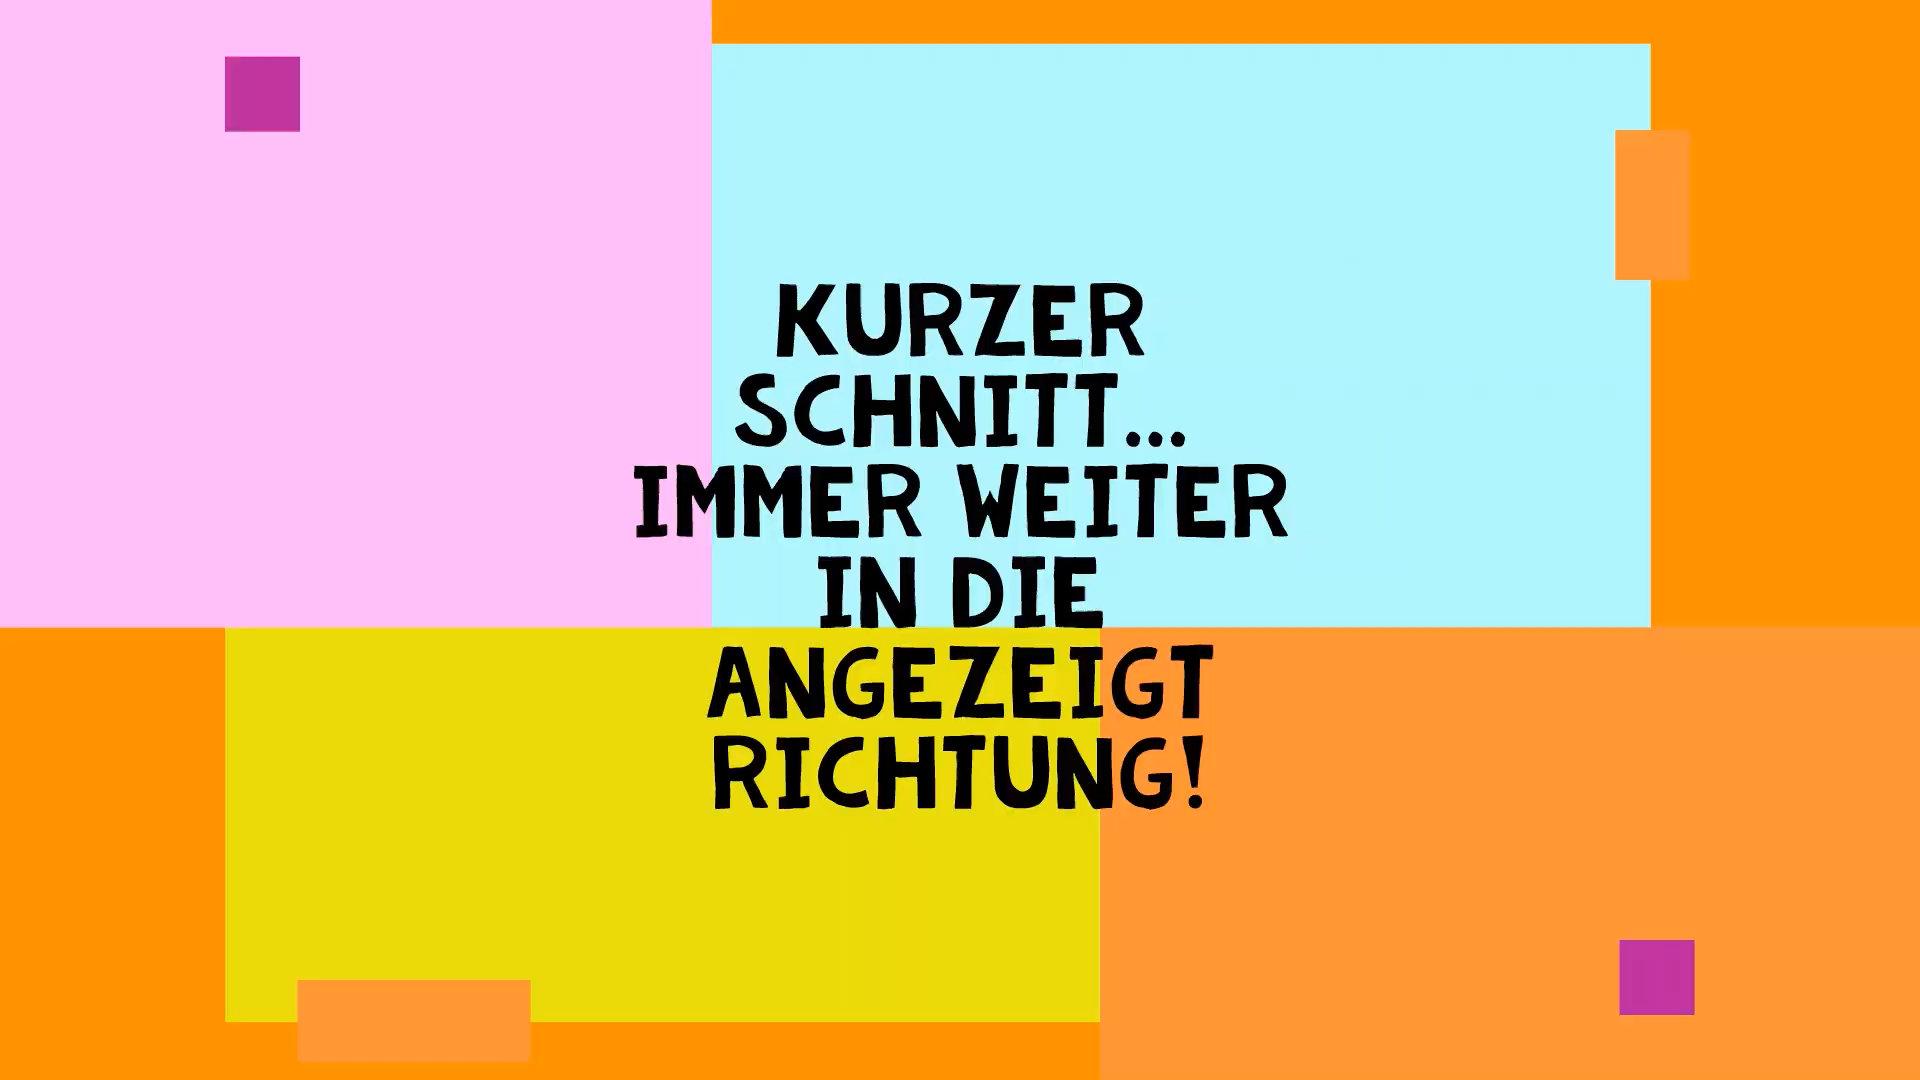 KURZER
SCHNITT...
IMMER WEITER
IN DIE
ANGEZEIGT
RICHTUNG!